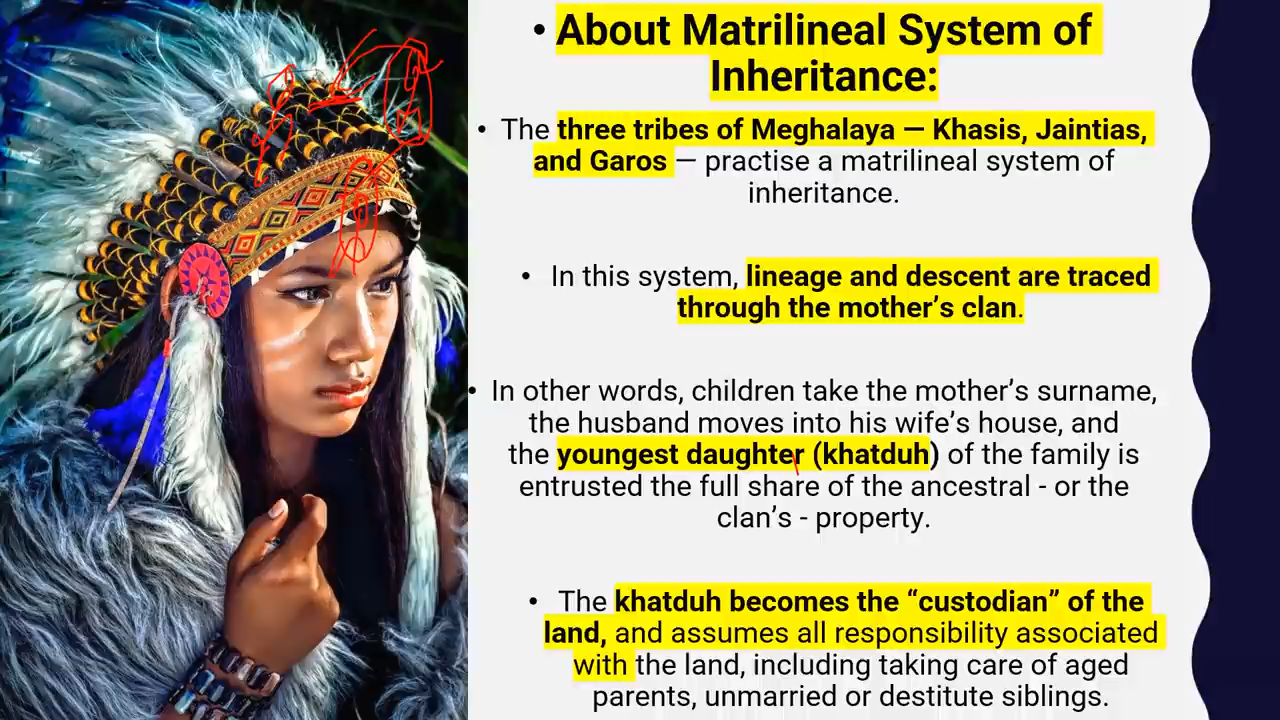 • About Matrilineal System of
Inheritance:
• The three tribes of Meghalaya — Khasis, Jaintias,
and Garos — practise a matrilineal system of
inheritance.
• In this system, lineage and descent are traced
through the mother’s clan.
• In other words, children take the mother’s surname,
the husband moves into his wife’s house, and
the youngest daughter (khatduh) of the family is
entrusted the full share of the ancestral - or the
clan’s - property.
• The khatduh becomes the “custodian” of the
land, and assumes all responsibility associated
with the land, including taking care of aged
parents, unmarried or destitute siblings.